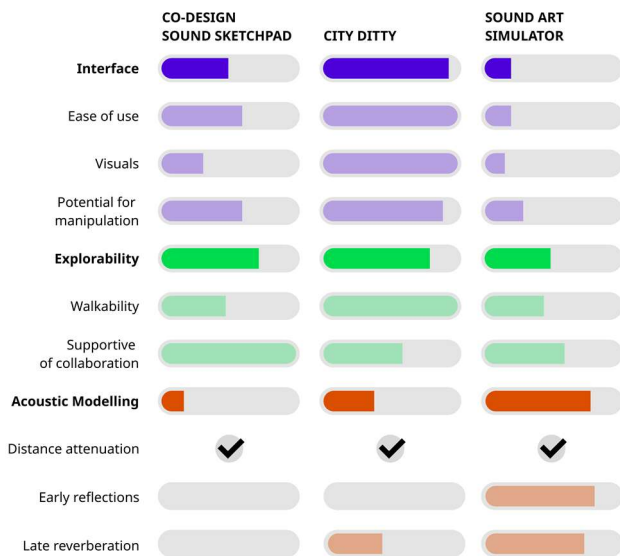 CO-DESIGN
SOUND SKETCHPAD
CITY DITTY
SOUND ART
SIMULATOR
Interface
Ease of use
Visuals
Potential for
manipulation
Explorability
Walkability
Supportive
of collaboration
Acoustic Modelling
Distance attenuation
Early reflections
Late reverberation